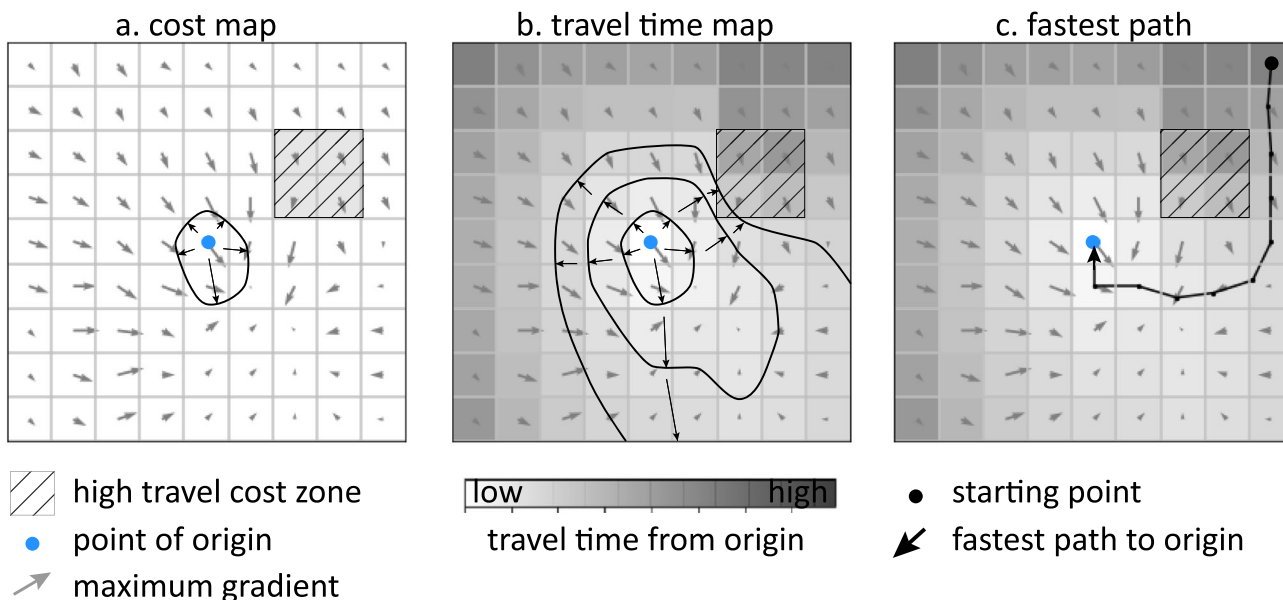 a. cost map
b. travel time map
c. fastest path
high travel cost zone
point of origin
maximum gradient
low
high
travel time from origin
starting point
fastest path to origin